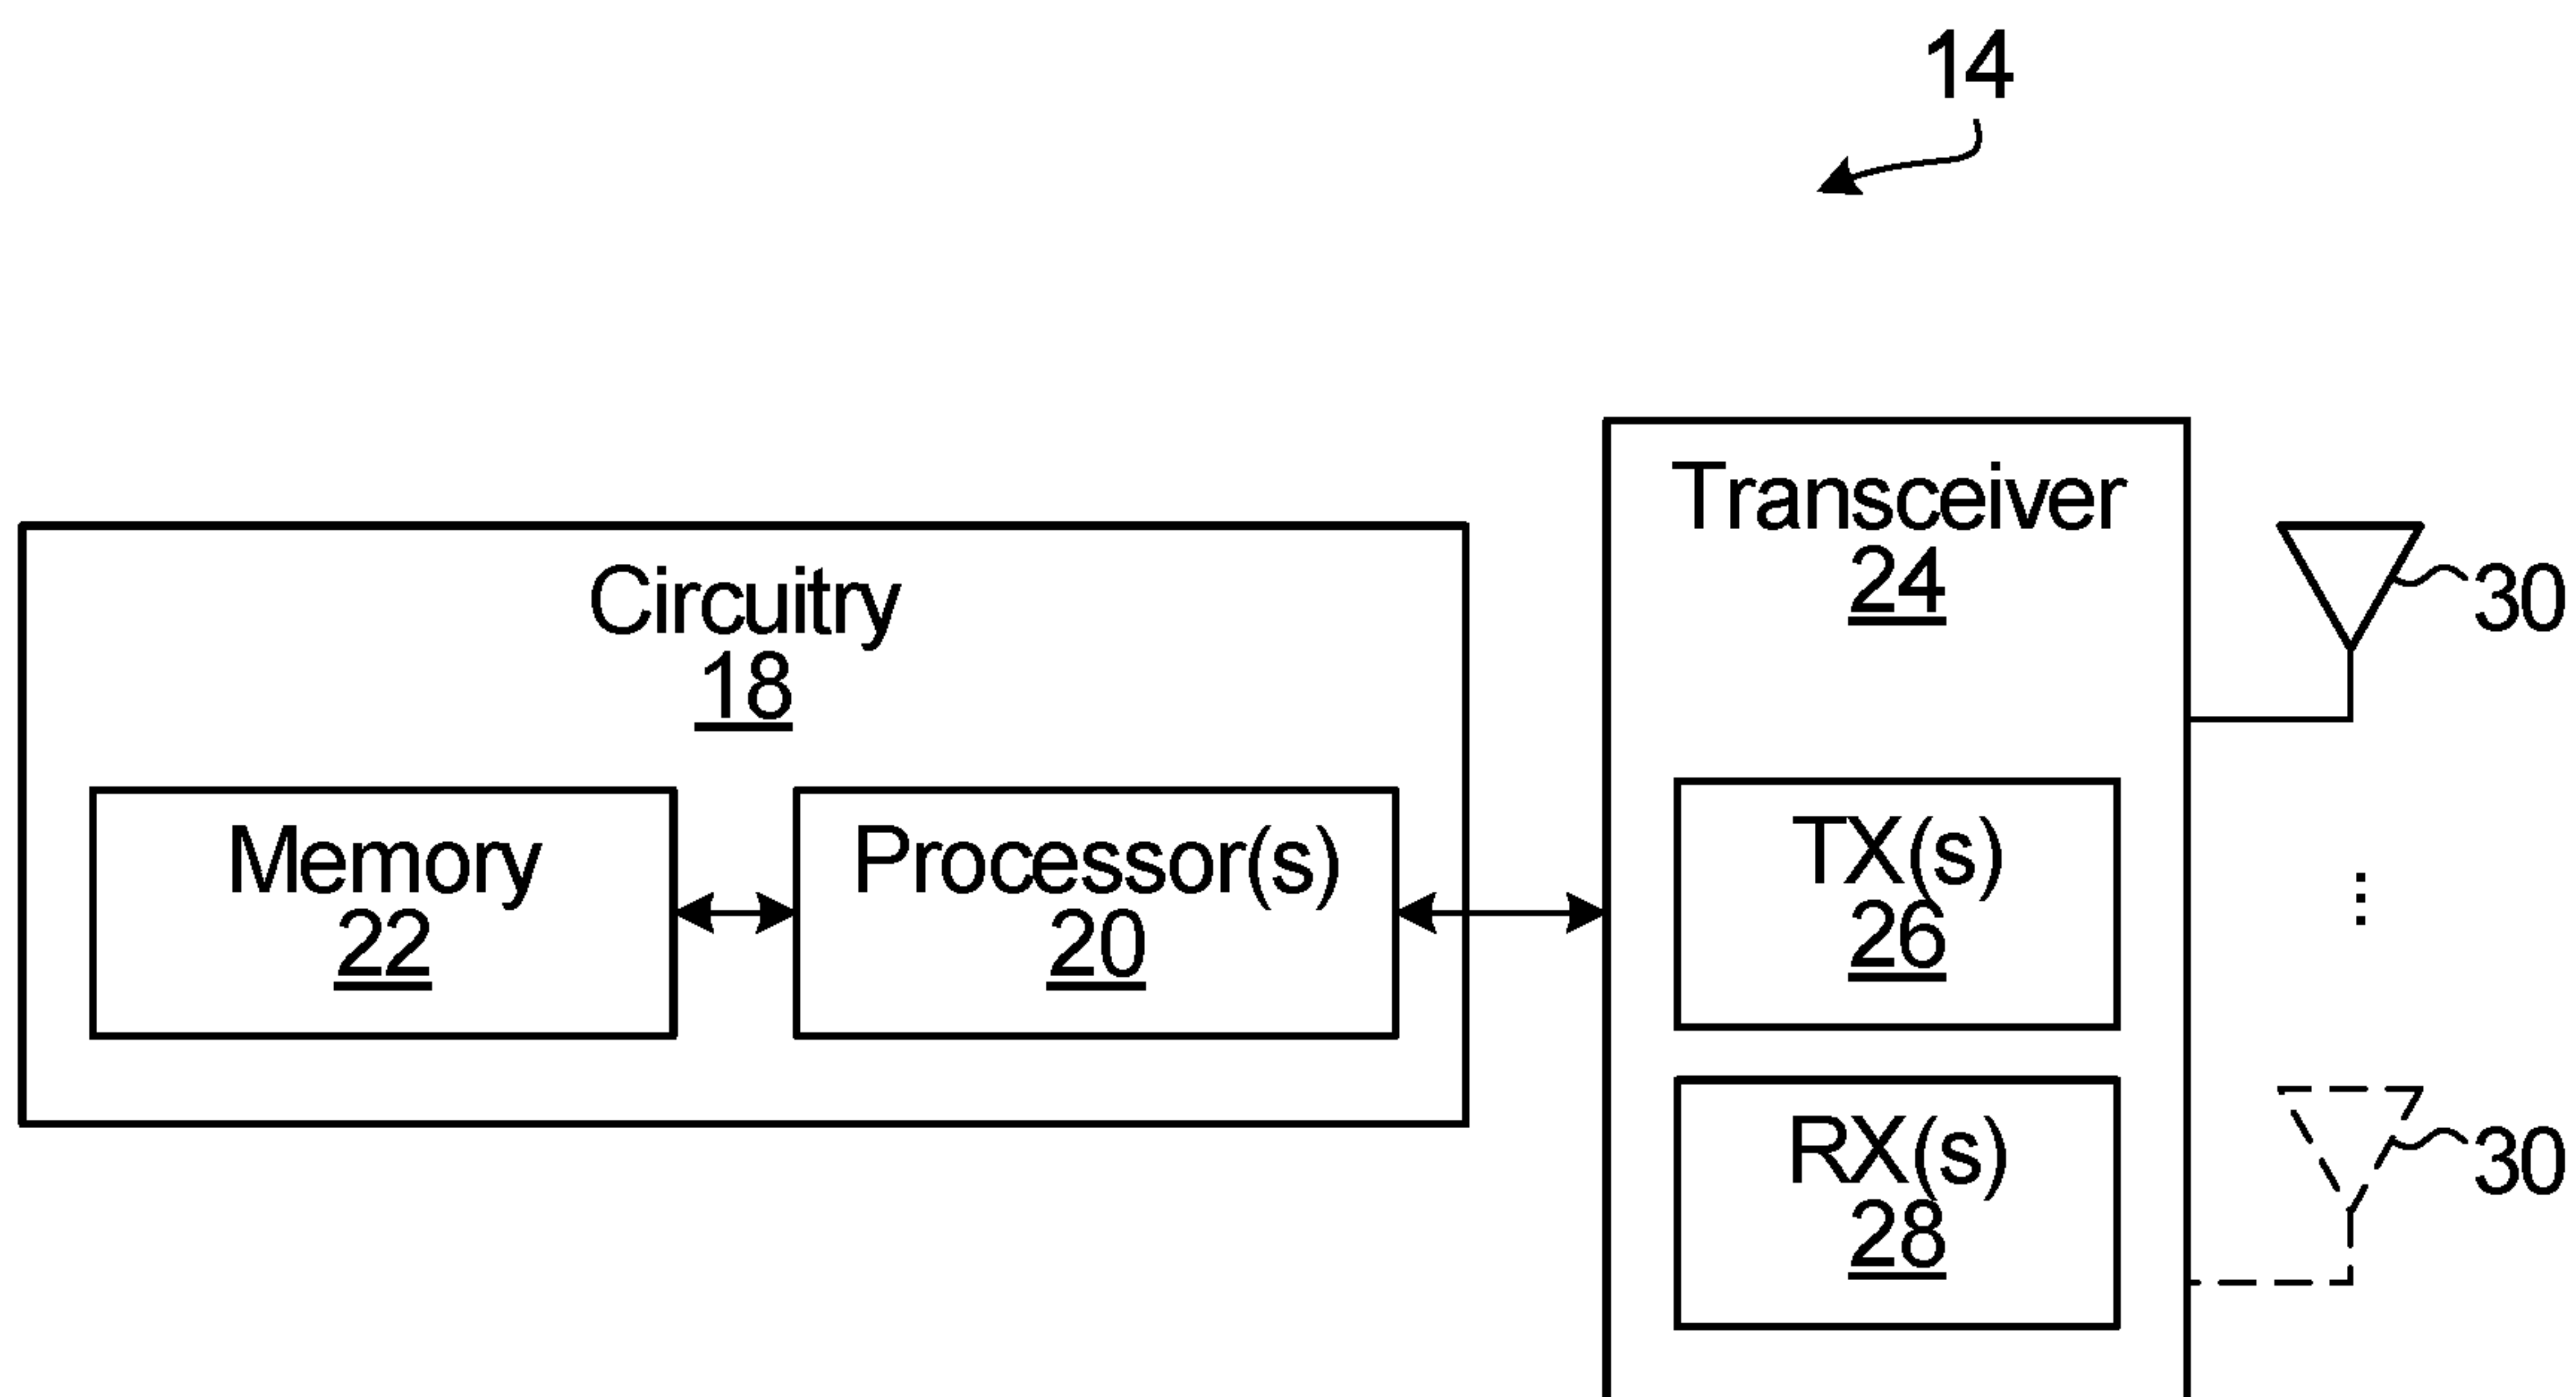 14
Transceiver
24
30
Circuitry
18
Memory
22
Processor(s)
20
TX(s)
26
RX(s)
28
30